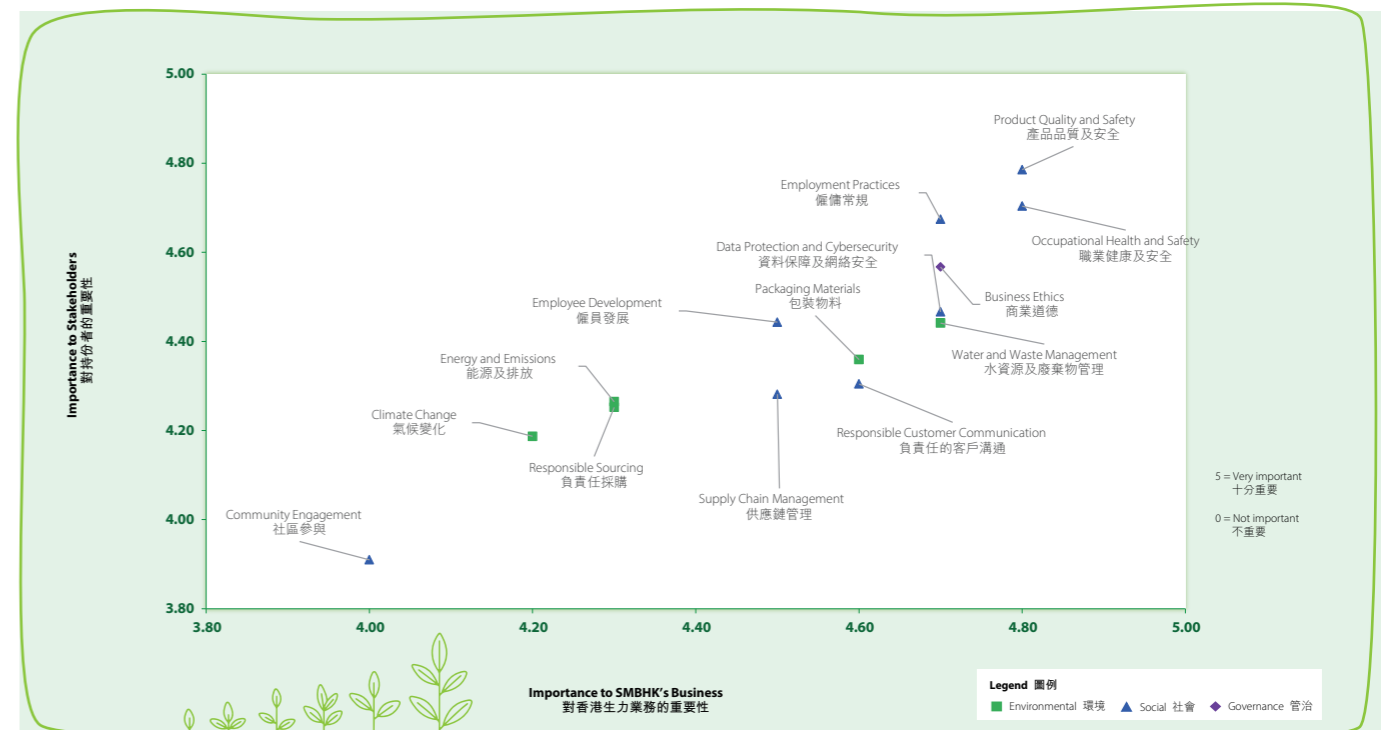 5.00
4.80
4.60
4.40
4.20
4.00
3.80
3.80
4.00
4.20
4.40
4.60
4.80
5.00
Importance to Stakeholders
對持份者的重要性
Product Quality and Safety
產品品質及安全
Employment Practices
僱傭常規
Occupational Health and Safety
職業健康及安全
Data Protection and Cybersecurity
資料保障及網絡安全
Packaging Materials
包裝物料
Business Ethics
商業道德
Employee Development
僱員發展
Water and Waste Management
水資源及廢棄物管理
Energy and Emissions
能源及排放
Climate Change
氣候變化
Responsible Customer Communication
負責任的客戶溝通
Responsible Sourcing
負責任採購
Supply Chain Management
供應鏈管理
Community Engagement
社區參與
5 = Very important
十分重要
0 = Not important
不重要
Importance to SMBHK's Business
對香港生力業務的重要性
Legend 圖例
Environmental 環境 Social 社會 Governance 管治